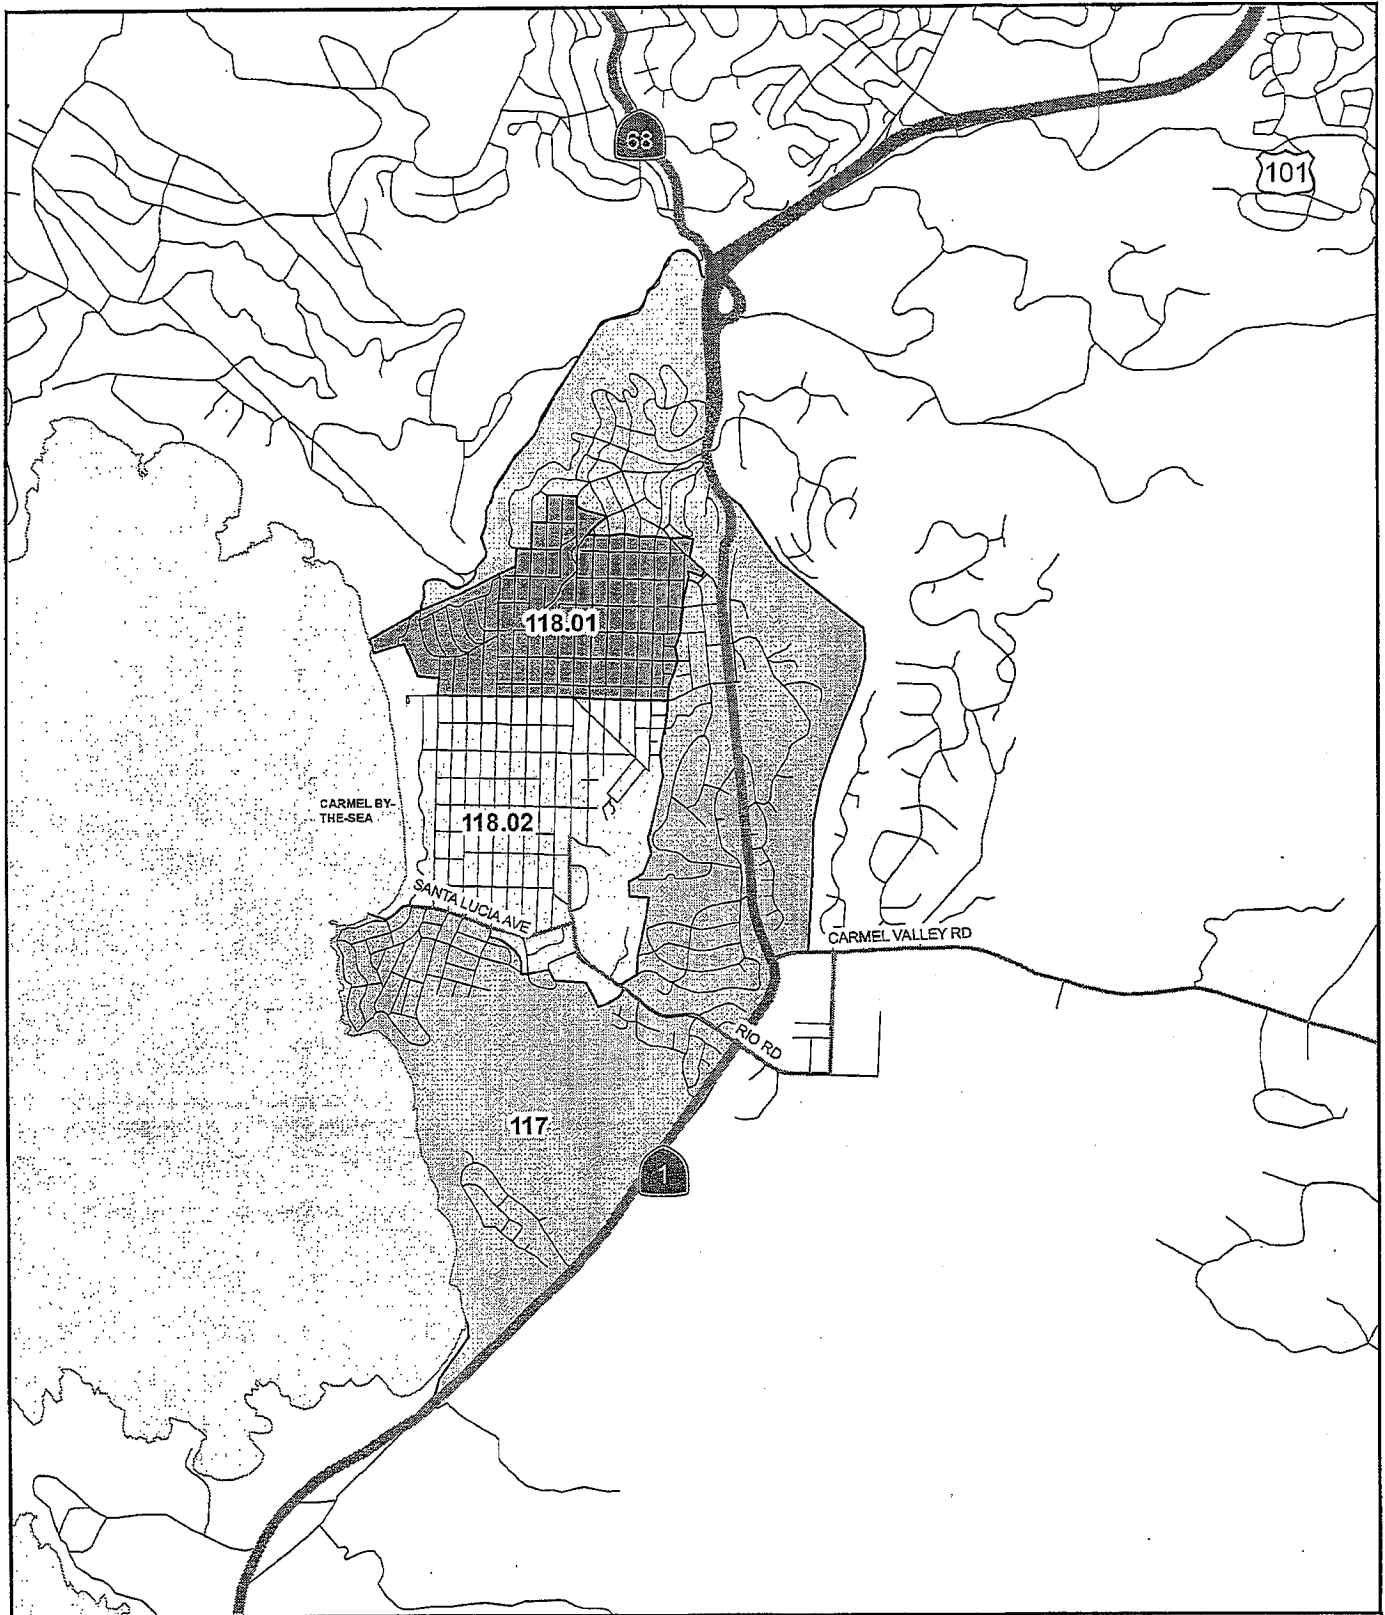 68
101
118.01
CARMEL BY-
THE-SEA
118.02
SANTA LUCIA AVE
CARMEL VALLEY RD
RIO RD
117
1